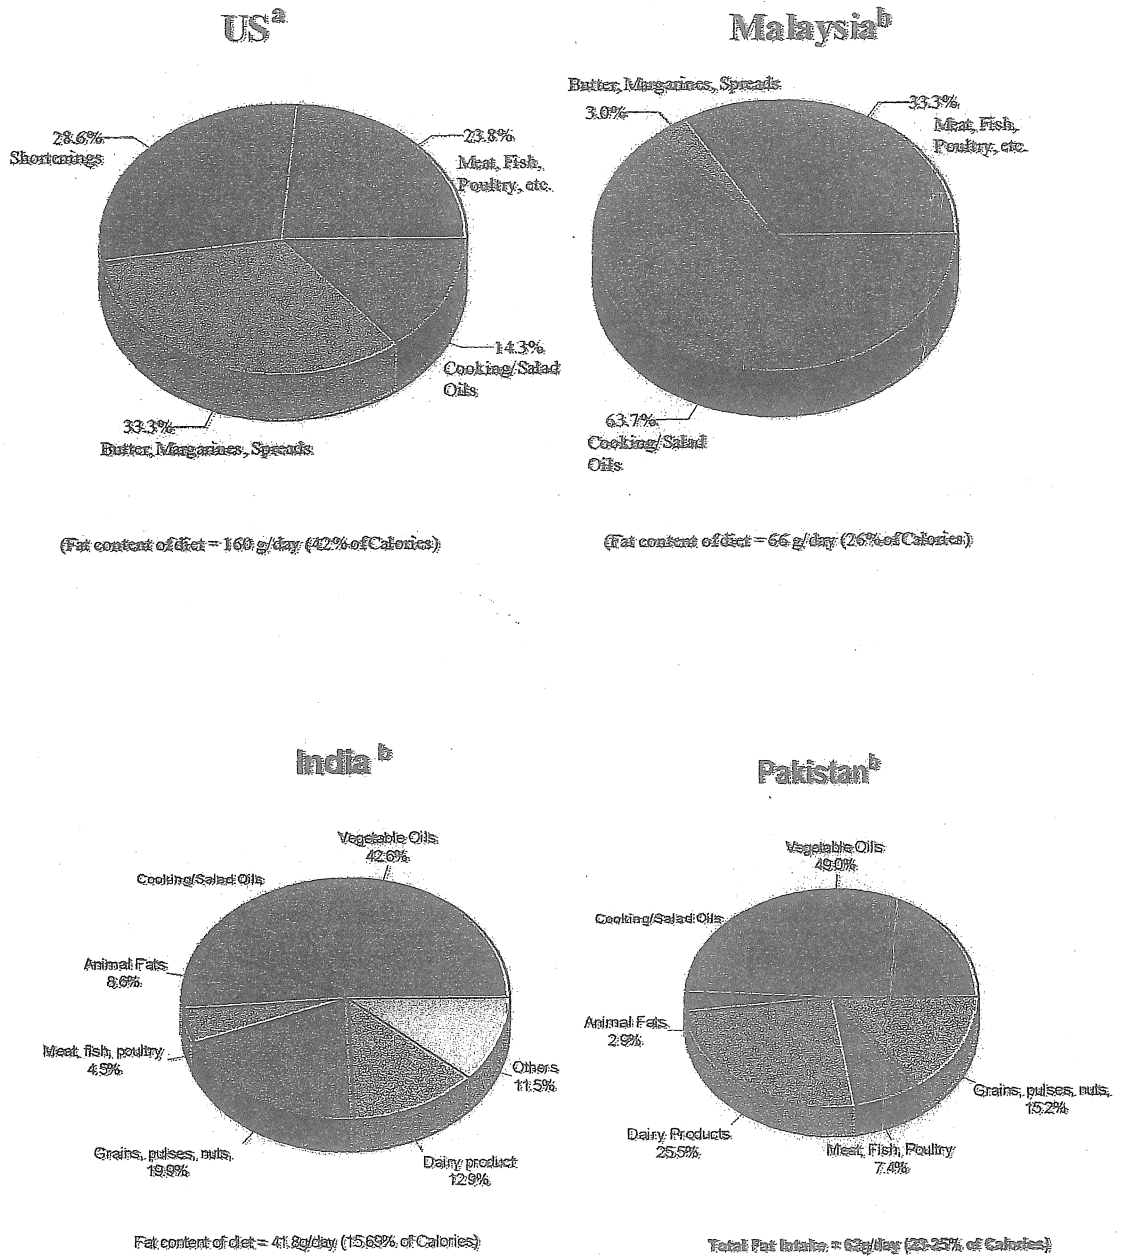 US a
28.6%
Shortenings
23.8%
Meat, Fish,
Poultry, etc.
14.3%
Cooking/Salad
Oils
33.3%
Butter, Margarines, Spreads
(Fat content of diet = 160 g/day (42% of Calories)
Malaysia b
Butter, Margarines, Spreads
3.0%
33.3%
Meat, Fish,
Poultry, etc.
63.7%
Cooking/Salad
Oils
(Fat content of diet = 66 g/day (26% of Calories)
India b
Vegetable Oils
42.6%
Cooking/Salad Oils
Animal Fats
8.6%
Meat, fish, poultry
4.5%
Grains, pulses, nuts,
19.9%
Dairy product
12.9%
Others
11.5%
Fat content of diet = 41.8g/day (15.69% of Calories)
Pakistan b
Vegetable Oils
49.0%
Cooking/Salad Oils
Animal Fats
2.9%
Dairy Products
25.5%
Meat, Fish, Poultry
7.4%
Grains, pulses, nuts,
15.2%
Total Fat Intake = 62g/day (23-25% of Calories)